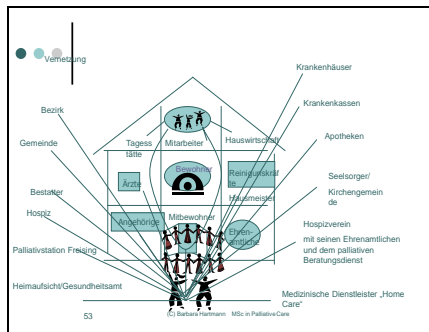 Vernetzung
Krankenhäuser
Krankenkassen
Bezirk
Apotheken
Gemeinde
Tagess
tätte
Mitarbeiter
Hauswirtschaft
Bewohner
Reinigungskräf
te
Seelsorger/
Kirchengemein
de
Ärzte
Hausmeister
Bestatter
Hospiz
Angehörige
Mitbewohner
Ehren-
amtliche
Hospizverein
mit seinen Ehrenamtlichen
und dem palliativen
Beratungsdienst
Palliativstation Freising
Heimaufsicht/Gesundheitsamt
Medizinische Dienstleister „Home
Care“
53
(C) Barbara Hartmann MSc in Palliative Care